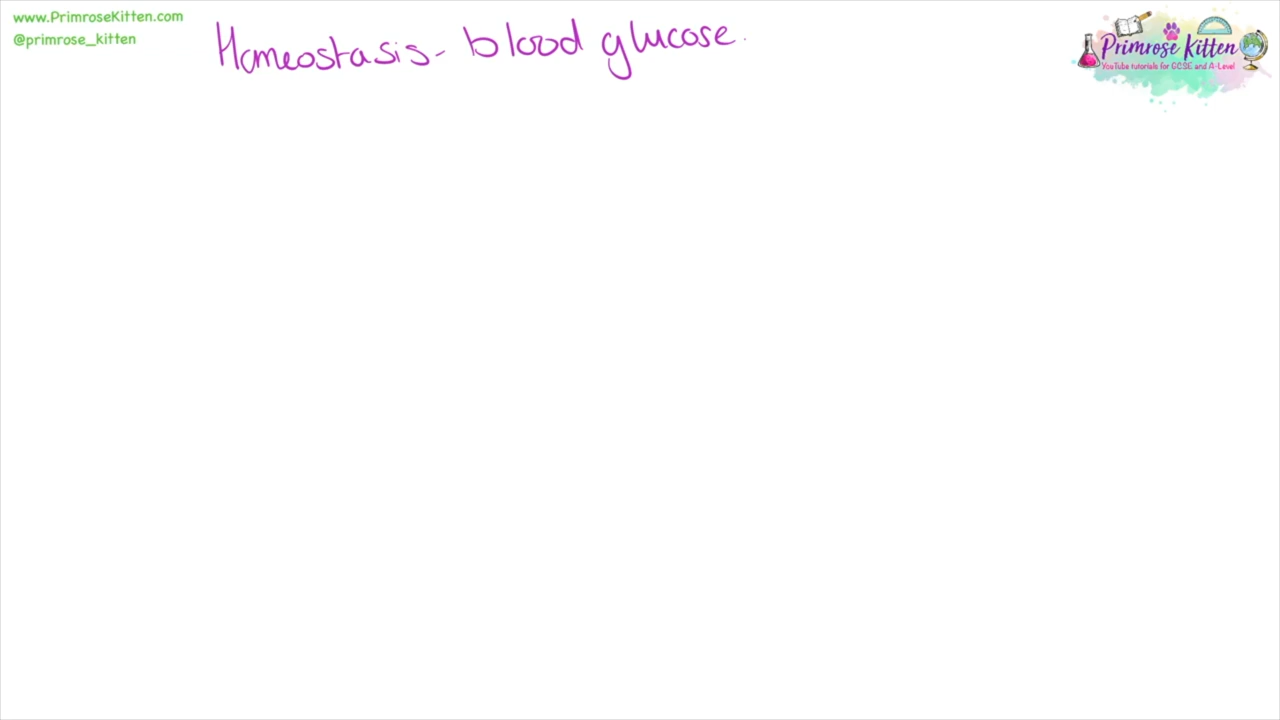 www.PrimroseKitten.com
@primrose_kitten
Homeostasis - blood glucose.
Primrose Kitten
YouTube tutorials for GCSE and A-Level